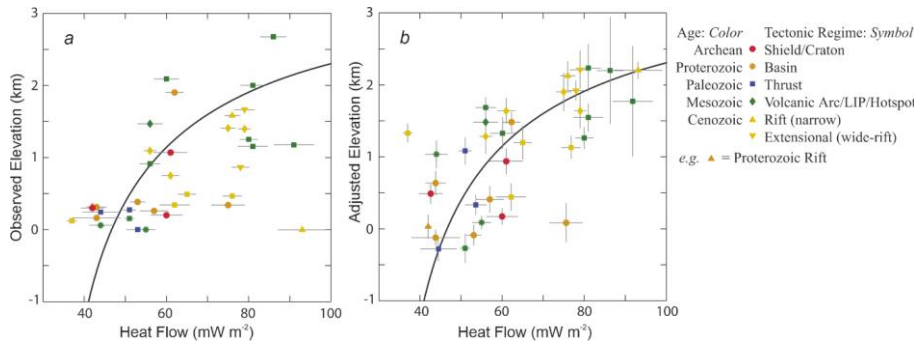 a
3
2
1
0
-1
Observed Elevation (km)
40 60 80 100
Heat Flow (mW m-2)
b
3
2
1
0
-1
Adjusted Elevation (km)
40 60 80 100
Heat Flow (mW m-2)
Age: Color Tectonic Regime: Symbol
Archean Shield/Craton
Proterozoic Basin
Paleozoic Thrust
Mesozoic Volcanic Arc/LIP/Hotspot
Cenozoic Rift (narrow)
Extensional (wide-rift)
e.g. = Proterozoic Rift